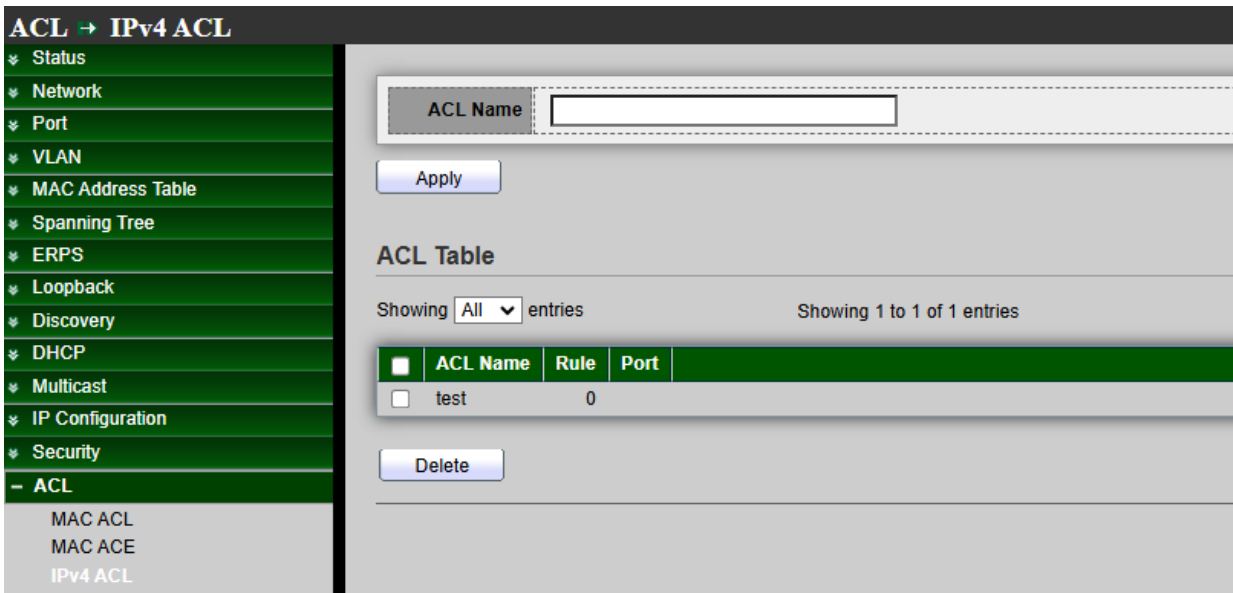 ACL → IPv4 ACL
Status
Network
Port
VLAN
MAC Address Table
Spanning Tree
ERPS
Loopback
Discovery
DHCP
Multicast
IP Configuration
Security
ACL
MAC ACL
MAC ACE
IPv4 ACL
ACL Name
Apply
ACL Table
Showing All entries Showing 1 to 1 of 1 entries
ACL Name Rule Port
test 0
Delete